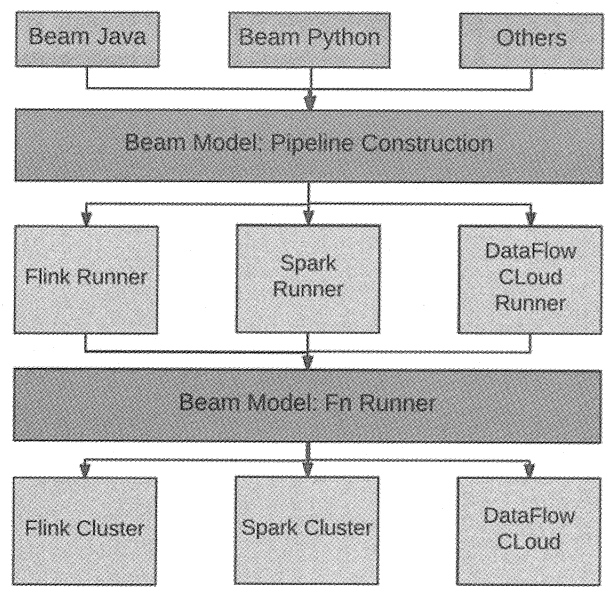 Beam Java
Beam Python
Others
Beam Model: Pipeline Construction
Flink Runner
Spark
Runner
DataFlow
CLoud
Runner
Beam Model: Fn Runner
Flink Cluster
Spark Cluster
DataFlow
CLoud